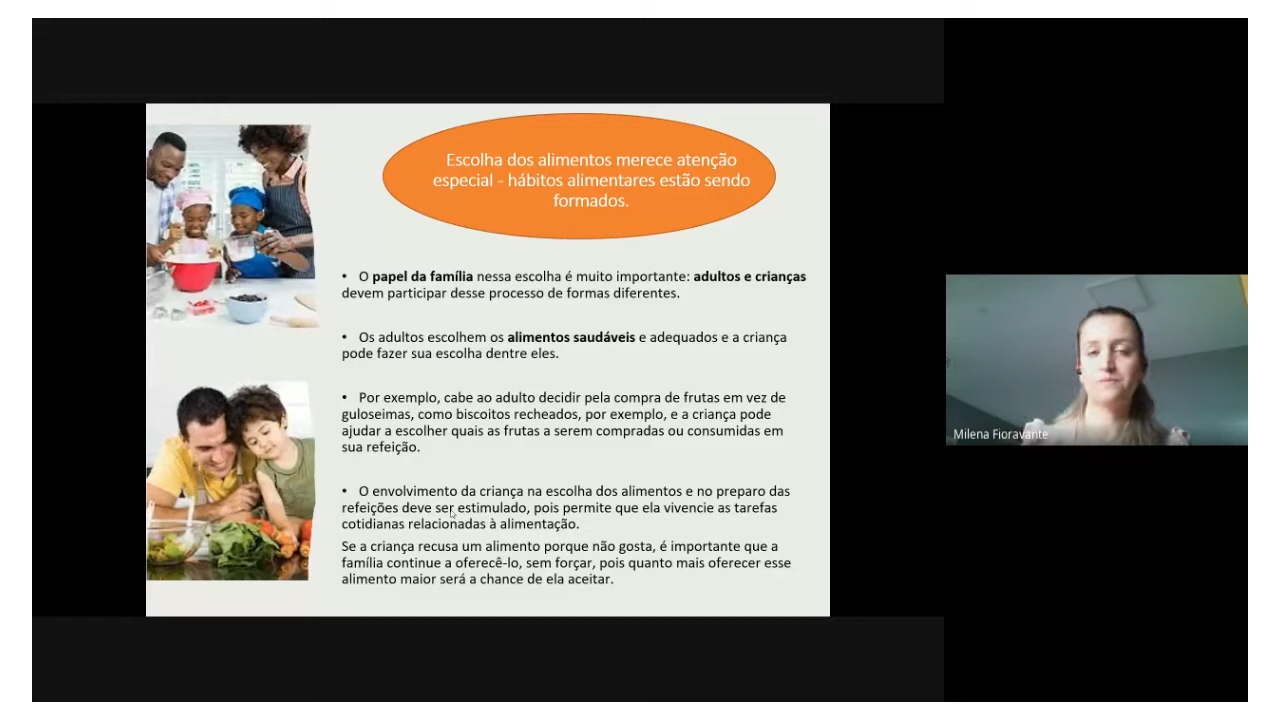 Escolha dos alimentos merece atenção
especial - hábitos alimentares estão sendo
formados.
• O papel da família nessa escolha é muito importante: adultos e crianças
devem participar desse processo de formas diferentes.
• Os adultos escolhem os alimentos saudáveis e adequados e a criança
pode fazer sua escolha dentre eles.
• Por exemplo, cabe ao adulto decidir pela compra de frutas em vez de
guloseimas, como biscoitos recheados, por exemplo, e a criança pode
ajudar a escolher quais as frutas a serem compradas ou consumidas em
sua refeição.
• O envolvimento da criança na escolha dos alimentos e no preparo das
refeições deve ser estimulado, pois permite que ela vivencie as tarefas
cotidianas relacionadas à alimentação.
Se a criança recusa um alimento porque não gosta, é importante que a
família continue a oferecê-lo, sem forçar, pois quanto mais oferecer esse
alimento maior será a chance de ela aceitar.
Milena Fioravante